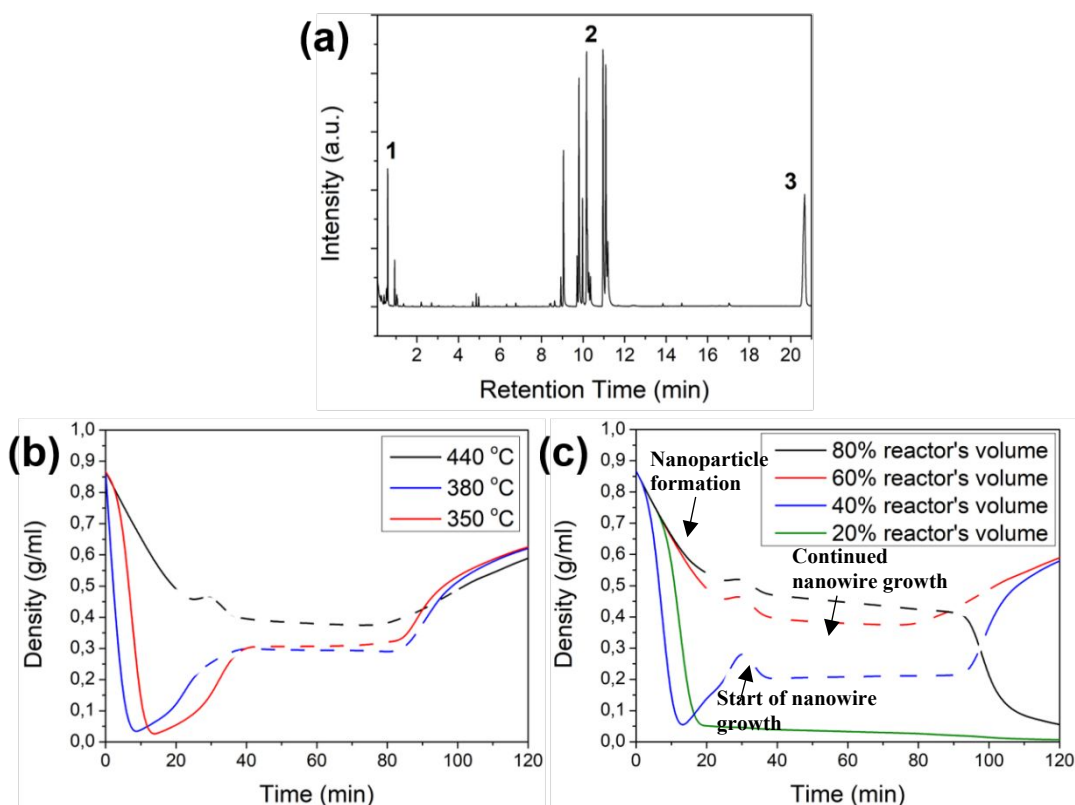 (a)
1
2
3
Intensity (a.u.)
2 4 6 8 10 12 14 16 18 20
Retention Time (min)
(b)
440 °C
380 °C
350 °C
1,0
0,9
0,8
0,7
0,6
0,5
0,4
0,3
0,2
0,1
0,0
Density (g/ml)
0 20 40 60 80 100 120
Time (min)
(c)
80% reactor's volume
60% reactor's volume
40% reactor's volume
20% reactor's volume
Nanoparticle
formation
Continued
nanowire growth
Start of nanowire
growth
1,0
0,9
0,8
0,7
0,6
0,5
0,4
0,3
0,2
0,1
0,0
Density (g/ml)
0 20 40 60 80 100 120
Time (min)